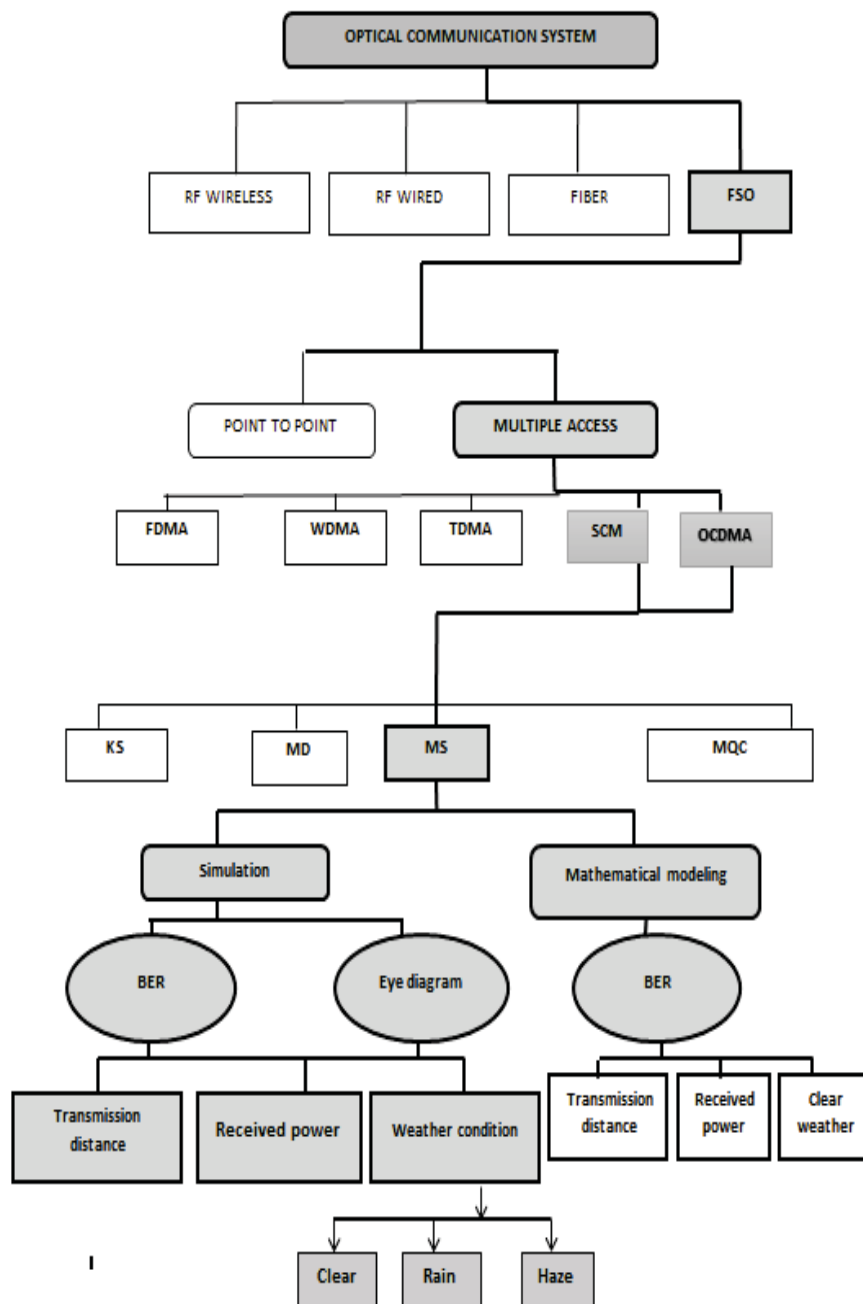 OPTICAL COMMUNICATION SYSTEM
RF WIRELESS
RF WIRED
FIBER
FSO
POINT TO POINT
MULTIPLE ACCESS
FDMA
WDMA
TDMA
SCM
OCDMA
KS
MD
MS
MQC
Simulation
Mathematical modeling
BER
Eye diagram
BER
Transmission
distance
Received power
Weather condition
Transmission
distance
Received
power
Clear
weather
Clear
Rain
Haze